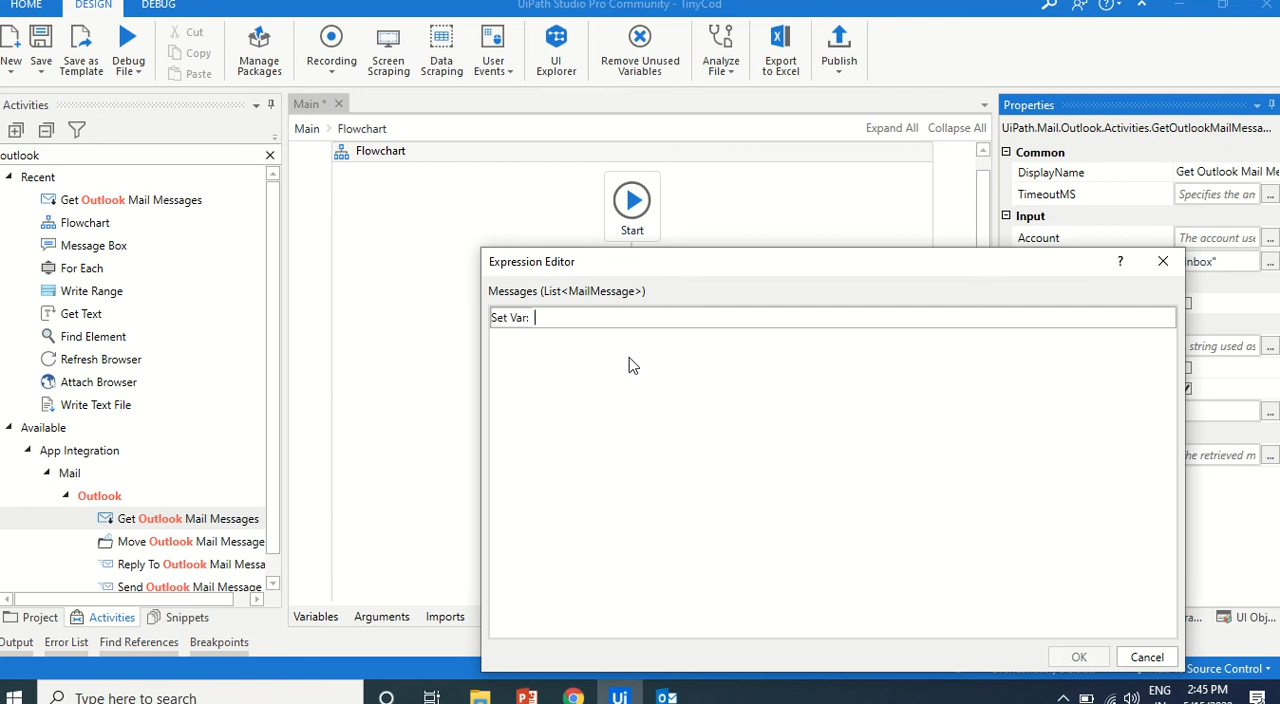 HOME DESIGN DEBUG
UiPath Studio Pro Community - TinyCod
New Save Save as Template Debug File
Cut
Copy
Paste
Manage Packages Recording Screen Scraping Data Scraping User Events UI Explorer Remove Unused Variables Analyze File Export to Excel Publish
Activities
outlook
Recent
Get Outlook Mail Messages
Flowchart
Message Box
For Each
Write Range
Get Text
Find Element
Refresh Browser
Attach Browser
Write Text File
Available
App Integration
Mail
Outlook
Get Outlook Mail Messages
Move Outlook Mail Message
Reply To Outlook Mail Messa
Send Outlook Mail Message
Project Activities Snippets
Output Error List Find References Breakpoints
Main *
Main > Flowchart Expand All Collapse All
Flowchart
Start
Variables Arguments Imports
Expression Editor ?
Messages (List<MailMessage>)
Set Var:
OK Cancel
Properties
UiPath.Mail.Outlook.Activities.GetOutlookMailMessa...
Common
DisplayName Get Outlook Mail Me
TimeoutMS Specifies the an ...
Input
Account The account use ...
nbox" ...
string used as ...
...
he retrieved m ...
ra... UI Obj...
Source Control
Type here to search
ENG
2:45 PM